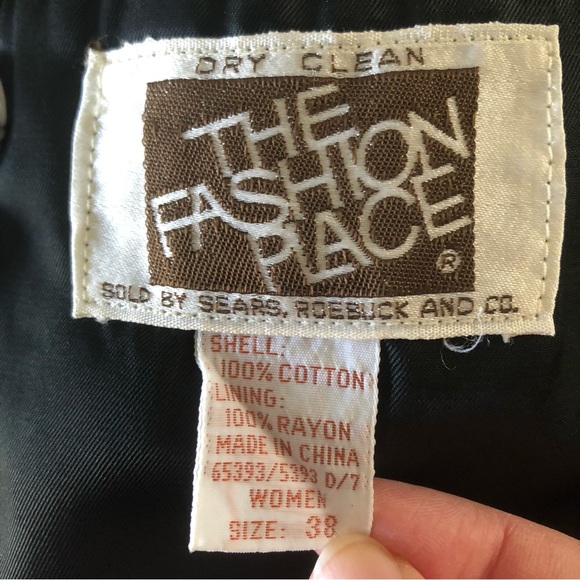 DRY CLEAN
THE
FASHION
PLACE
®
SOLD BY SEARS, ROEBUCK AND CO.
SHELL:
100% COTTON
LINING:
100% RAYON
MADE IN CHINA
65393/5393 D/7
WOMEN
SIZE: 38